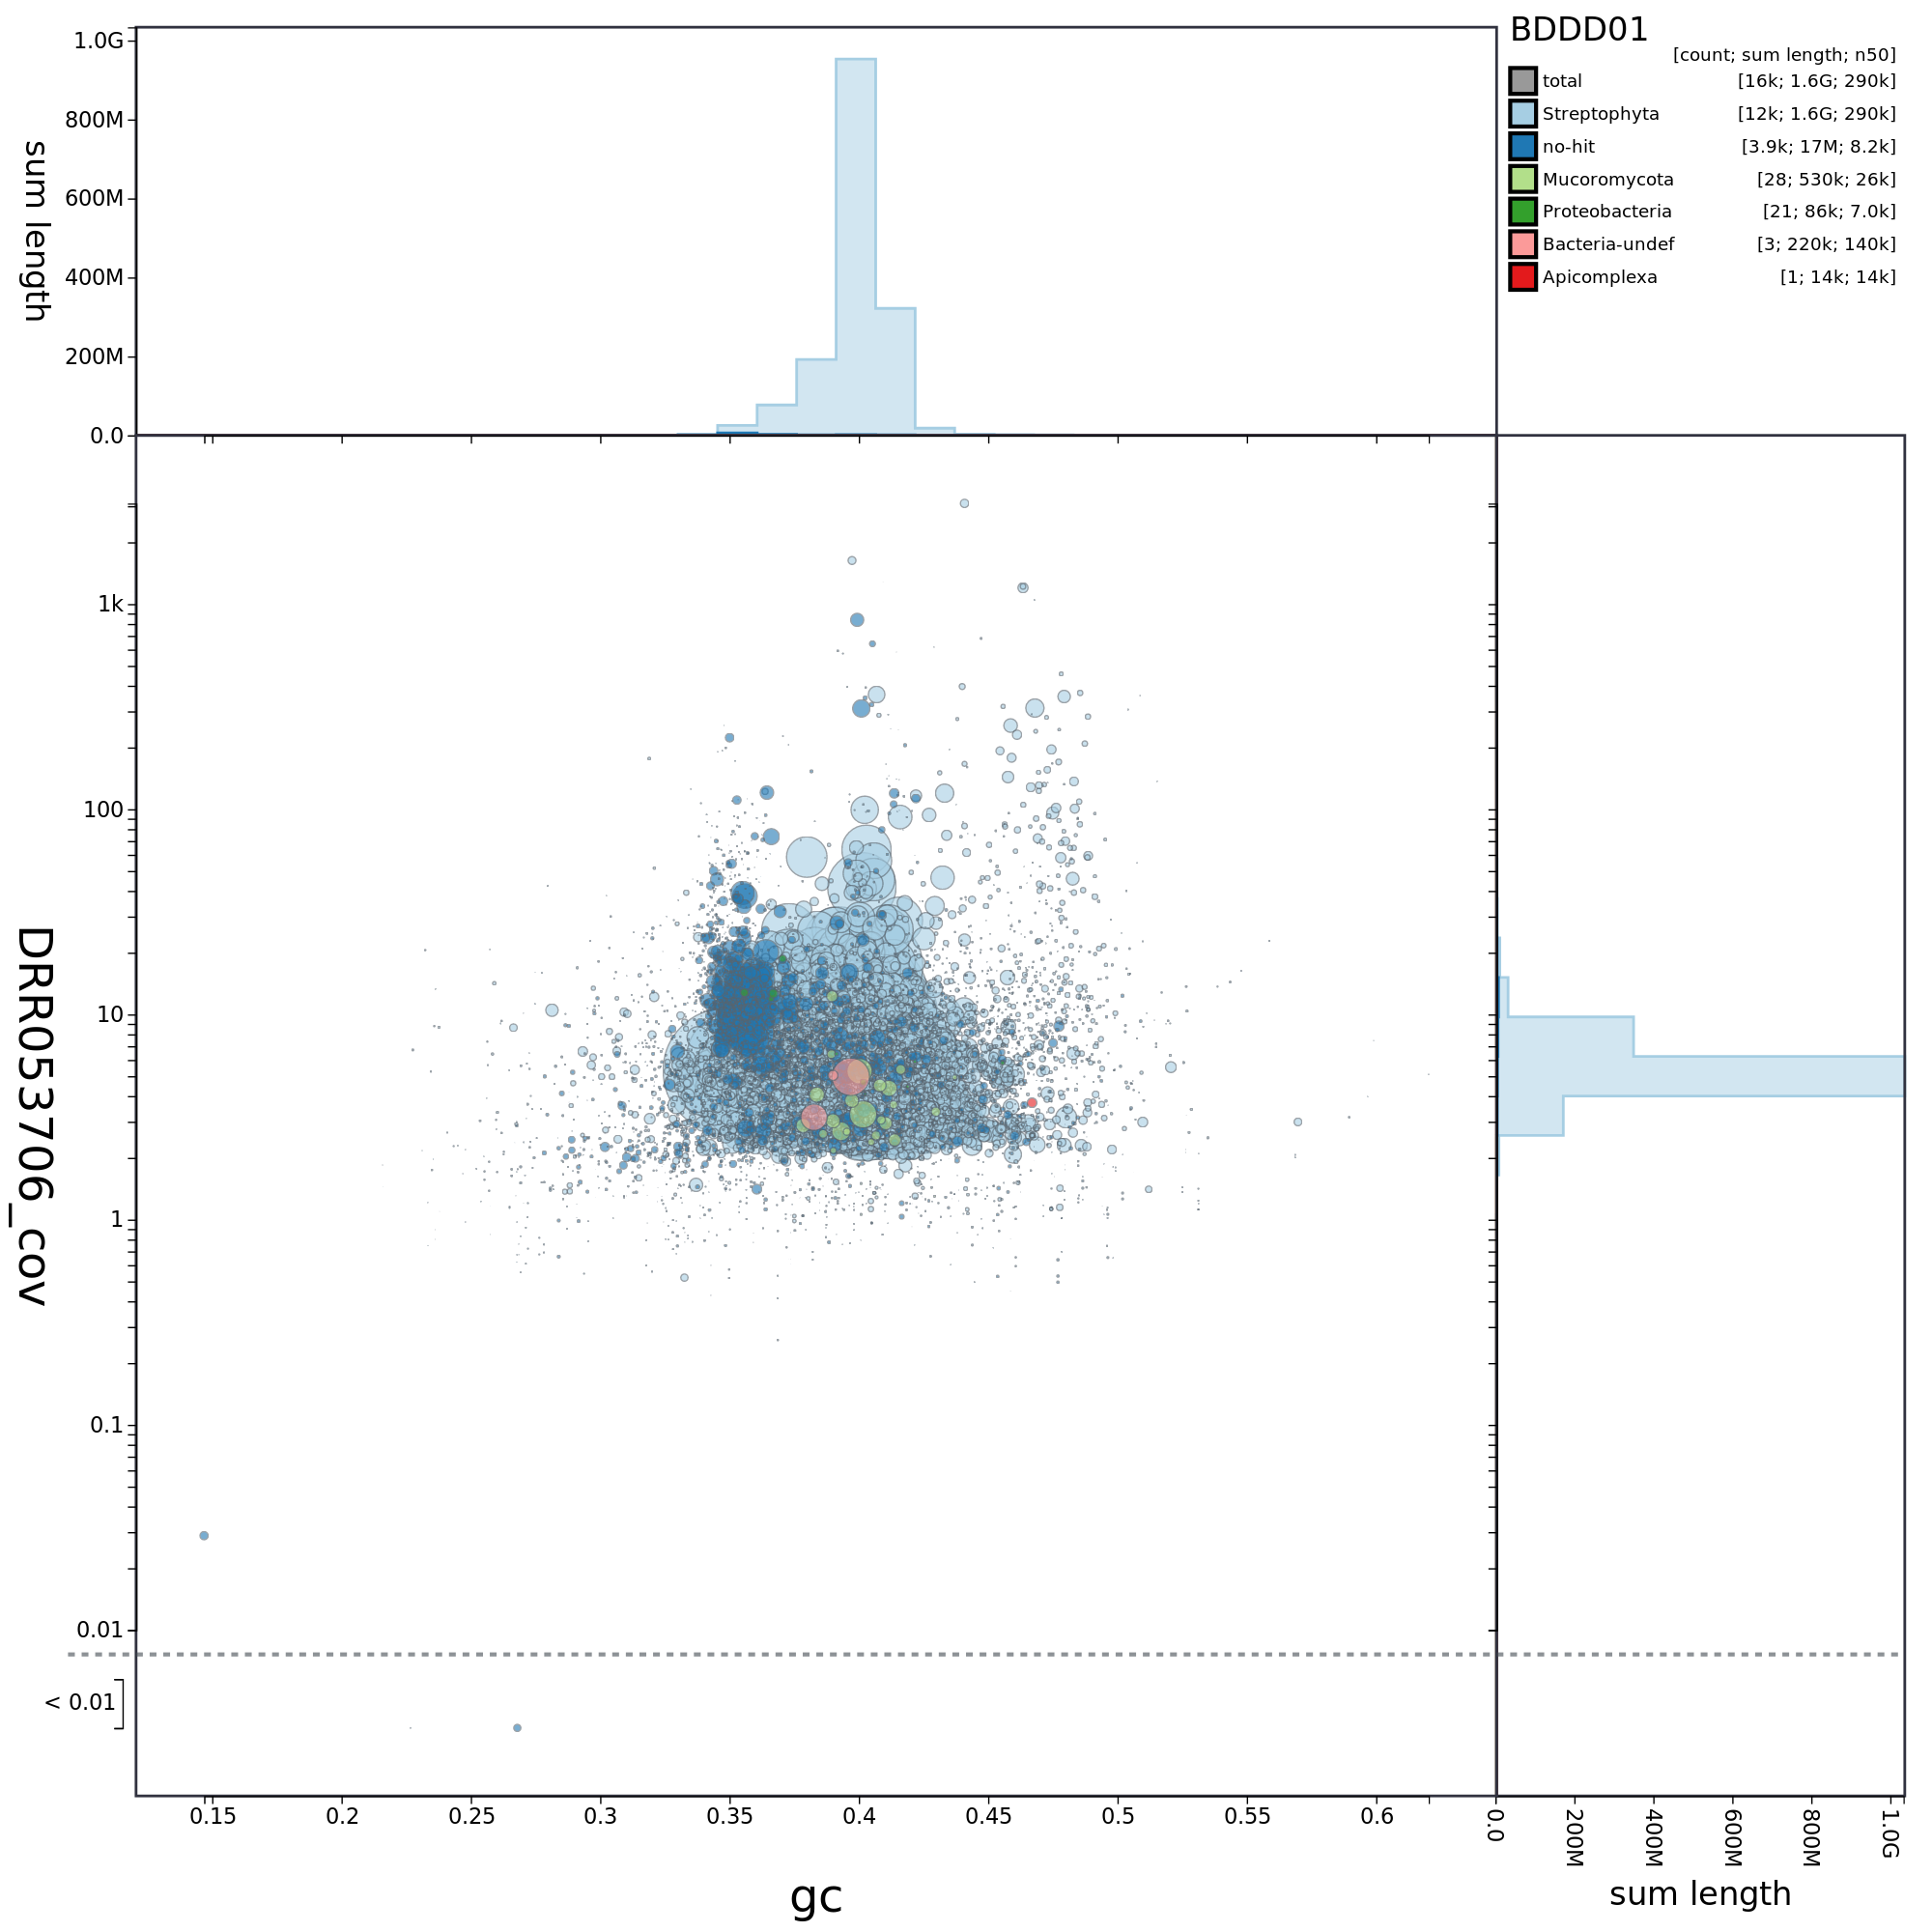 BDDD01
[count; sum length; n50]
total [16k; 1.6G; 290k]
Streptophyta [12k; 1.6G; 290k]
no-hit [3.9k; 17M; 8.2k]
Mucoromycota [28; 530k; 26k]
Proteobacteria [21; 86k; 7.0k]
Bacteria-undef [3; 220k; 140k]
Apicomplexa [1; 14k; 14k]
sum length
1.0G
800M
600M
400M
200M
0.0
DRR053706_cov
1k
100
10
1
0.1
0.01
< 0.01
0.15 0.2 0.25 0.3 0.35 0.4 0.45 0.5 0.55 0.6
gc
0.0 200M 400M 600M 800M 1.0G
sum length